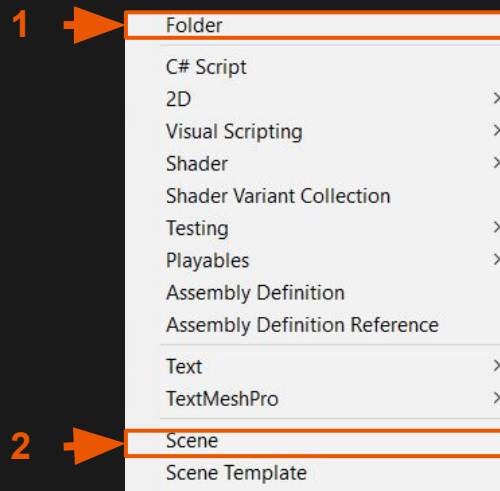 1
Folder
C# Script
2D
Visual Scripting
Shader
Shader Variant Collection
Testing
Playables
Assembly Definition
Assembly Definition Reference
Text
TextMeshPro
2
Scene
Scene Template